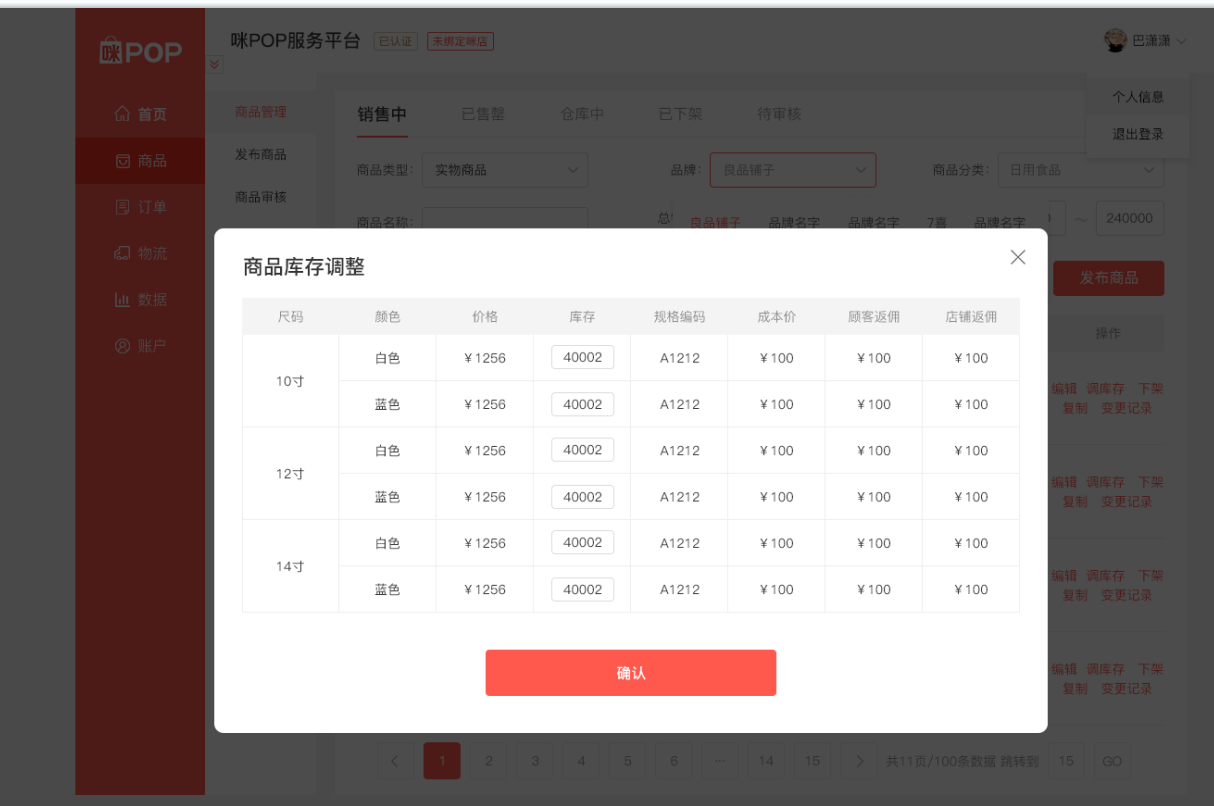 咪POP
咪POP服务平台 已认证 未绑定咪店
巴潇潇
个人信息
退出登录
首页
商品
订单
物流
数据
账户
商品管理
发布商品
商品审核
销售中 已售罄 仓库中 已下架 待审核
商品类型: 实物商品 品牌: 良品铺子 商品分类: 日用食品
商品名称: ～ 240000
良品铺子 品牌名字 品牌名字 7喜 品牌名字
发布商品
操作
商品库存调整
尺码 颜色 价格 库存 规格编码 成本价 顾客返佣 店铺返佣
10寸 白色 ¥1256 40002 A1212 ¥100 ¥100 ¥100
蓝色 ¥1256 40002 A1212 ¥100 ¥100 ¥100
12寸 白色 ¥1256 40002 A1212 ¥100 ¥100 ¥100
蓝色 ¥1256 40002 A1212 ¥100 ¥100 ¥100
14寸 白色 ¥1256 40002 A1212 ¥100 ¥100 ¥100
蓝色 ¥1256 40002 A1212 ¥100 ¥100 ¥100
确认
编辑 调库存 下架
复制 变更记录
编辑 调库存 下架
复制 变更记录
编辑 调库存 下架
复制 变更记录
编辑 调库存 下架
复制 变更记录
1 2 3 4 5 6 ··· 14 15 共11页/100条数据 跳转到 15 GO